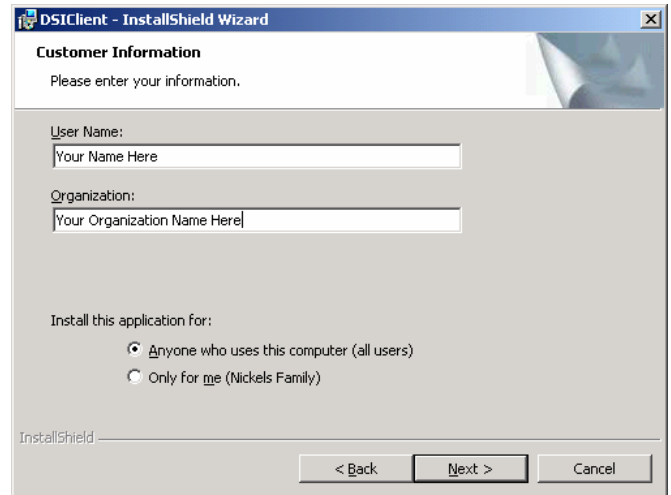 DSIClient - InstallShield Wizard
Customer Information
Please enter your information.
User Name:
Your Name Here
Organization:
Your Organization Name Here
Install this application for:
Anyone who uses this computer (all users)
Only for me (Nickels Family)
InstallShield
< Back Next > Cancel